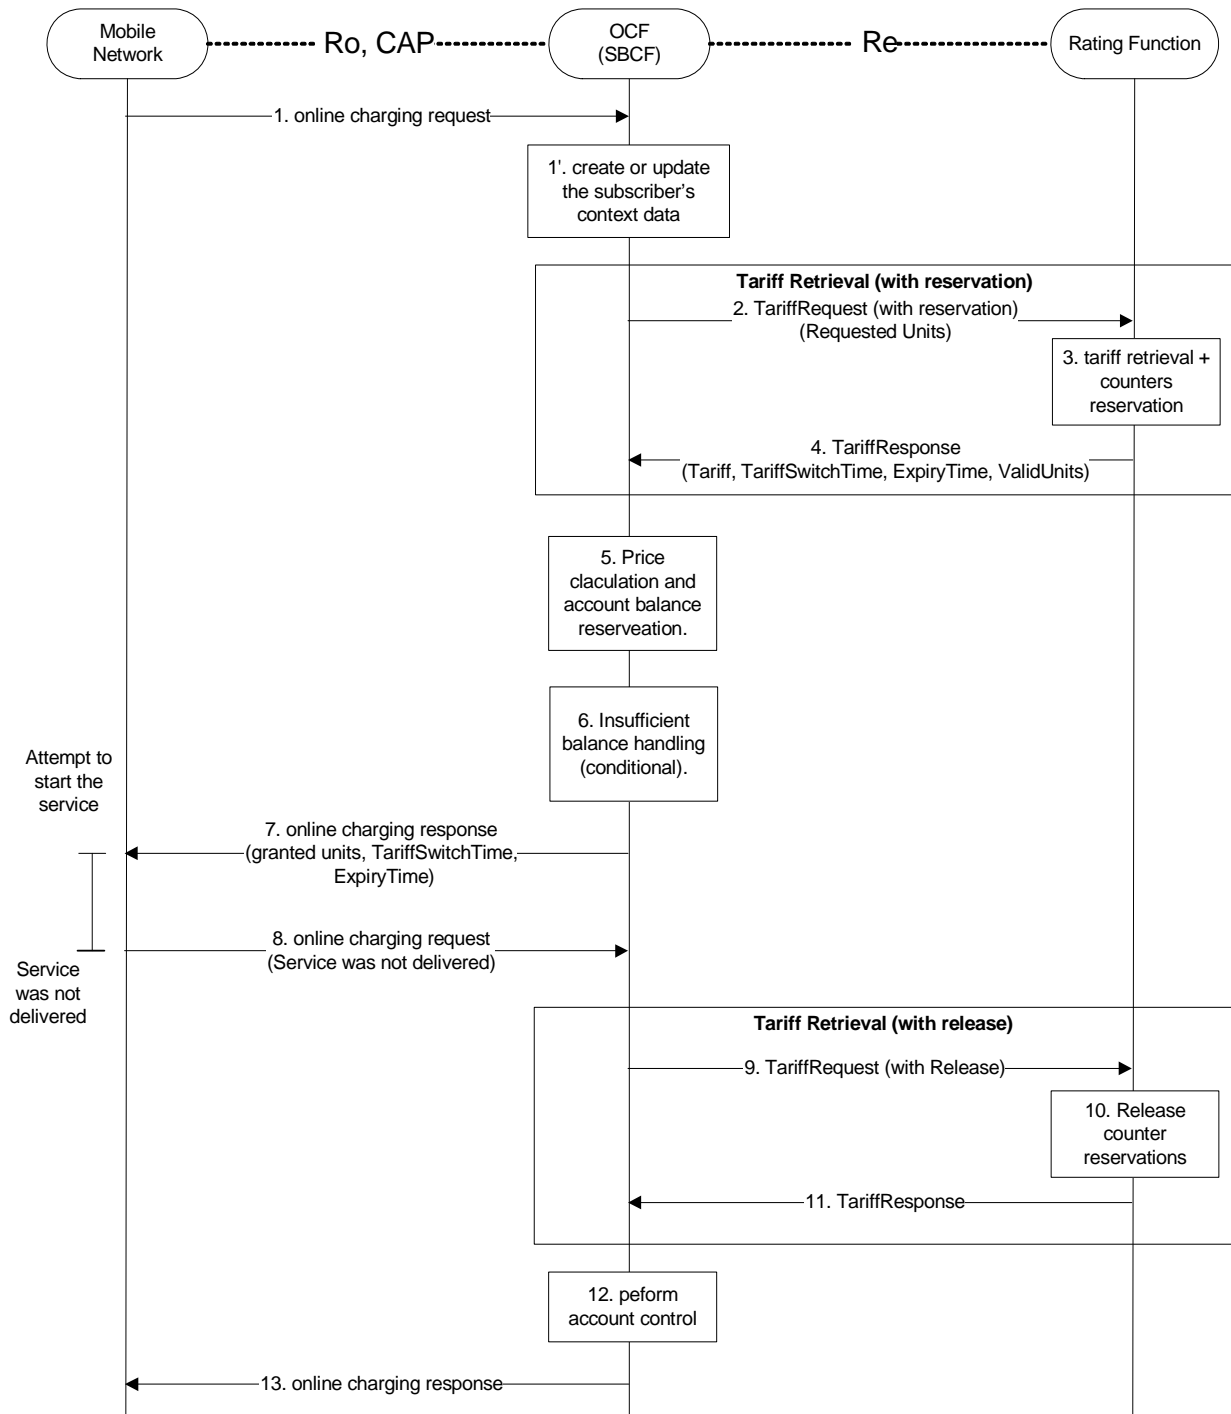 Mobile
Network
Ro, CAP
OCF
(SBCF)
Re
Rating Function
1. online charging request
1'. create or update
the subscriber's
context data
Tariff Retrieval (with reservation)
2. TariffRequest (with reservation)
(Requested Units)
3. tariff retrieval +
counters
reservation
4. TariffResponse
(Tariff, TariffSwitchTime, ExpiryTime, ValidUnits)
5. Price
claculation and
account balance
reserveation.
6. Insufficient
balance handling
(conditional).
Attempt to
start the
service
7. online charging response
(granted units, TariffSwitchTime,
ExpiryTime)
8. online charging request
(Service was not delivered)
Service
was not
delivered
Tariff Retrieval (with release)
9. TariffRequest (with Release)
10. Release
counter
reservations
11. TariffResponse
12. peform
account control
13. online charging response